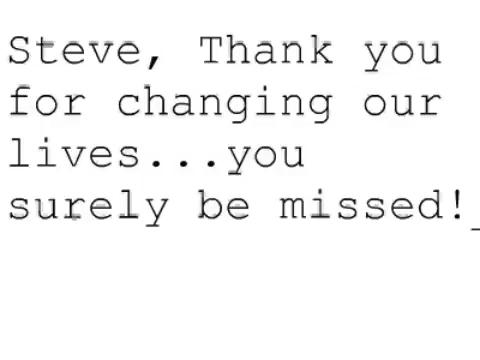 Steve, Thank you
for changing our
lives...you
surely be missed!_